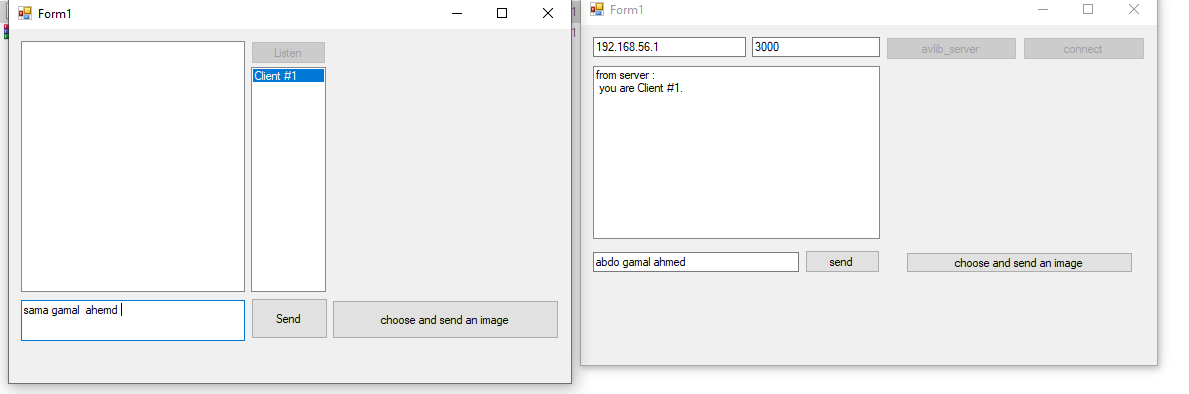 Form1
Listen
Client #1
sama gamal  ahemd
Send
choose and send an image
Form1
192.168.56.1
3000
avlib_server
connect
from server :
you are Client #1.
abdo gamal ahmed
send
choose and send an image